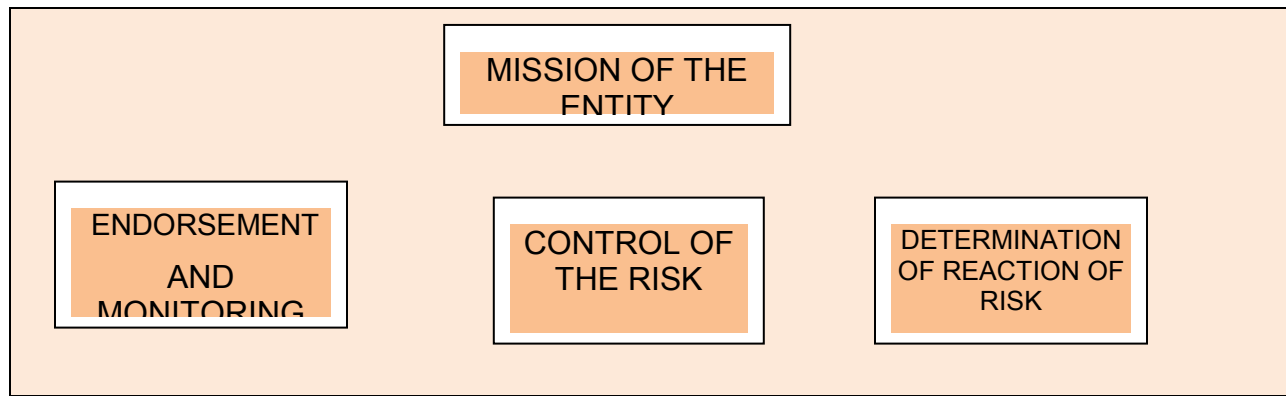 MISSION OF THE
ENTITY
ENDORSEMENT
AND
MONITORING
CONTROL OF
THE RISK
DETERMINATION
OF REACTION OF
RISK